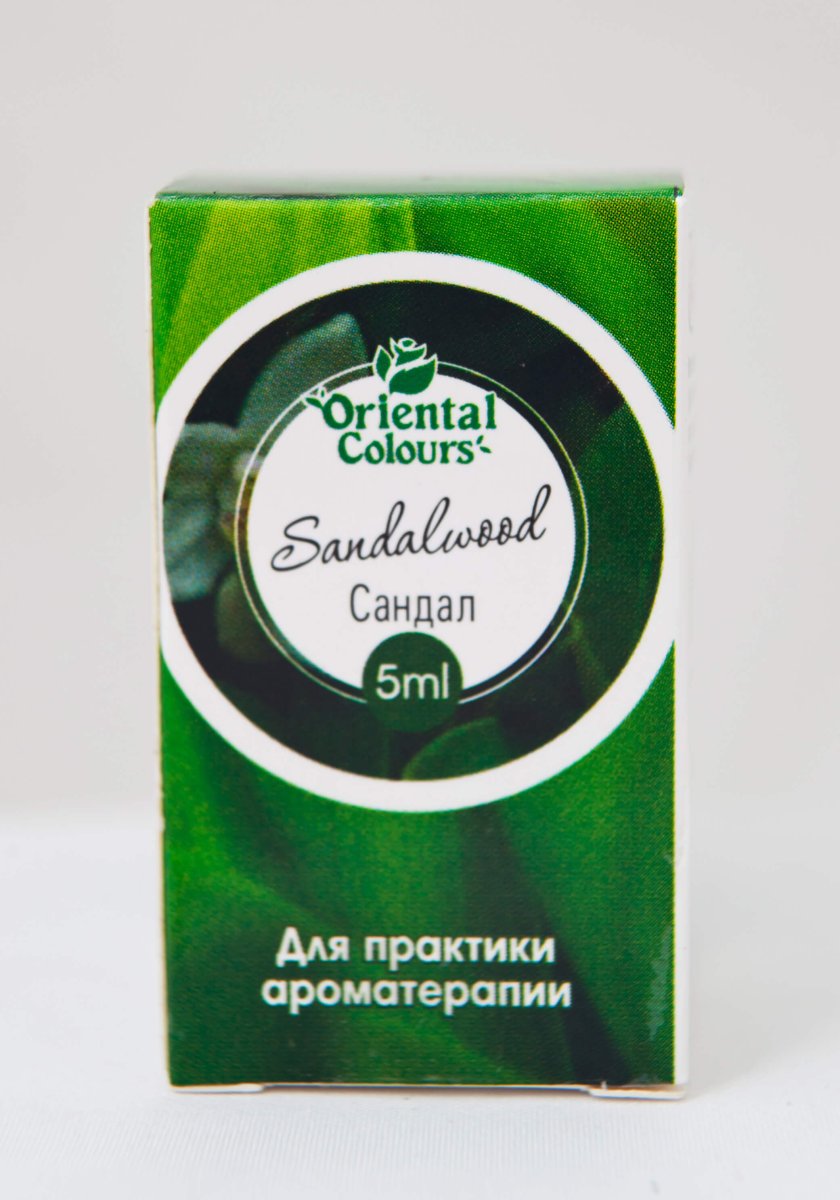 Oriental
Colours
Sandalwood
Сандал
5ml
Для практики
ароматерапии